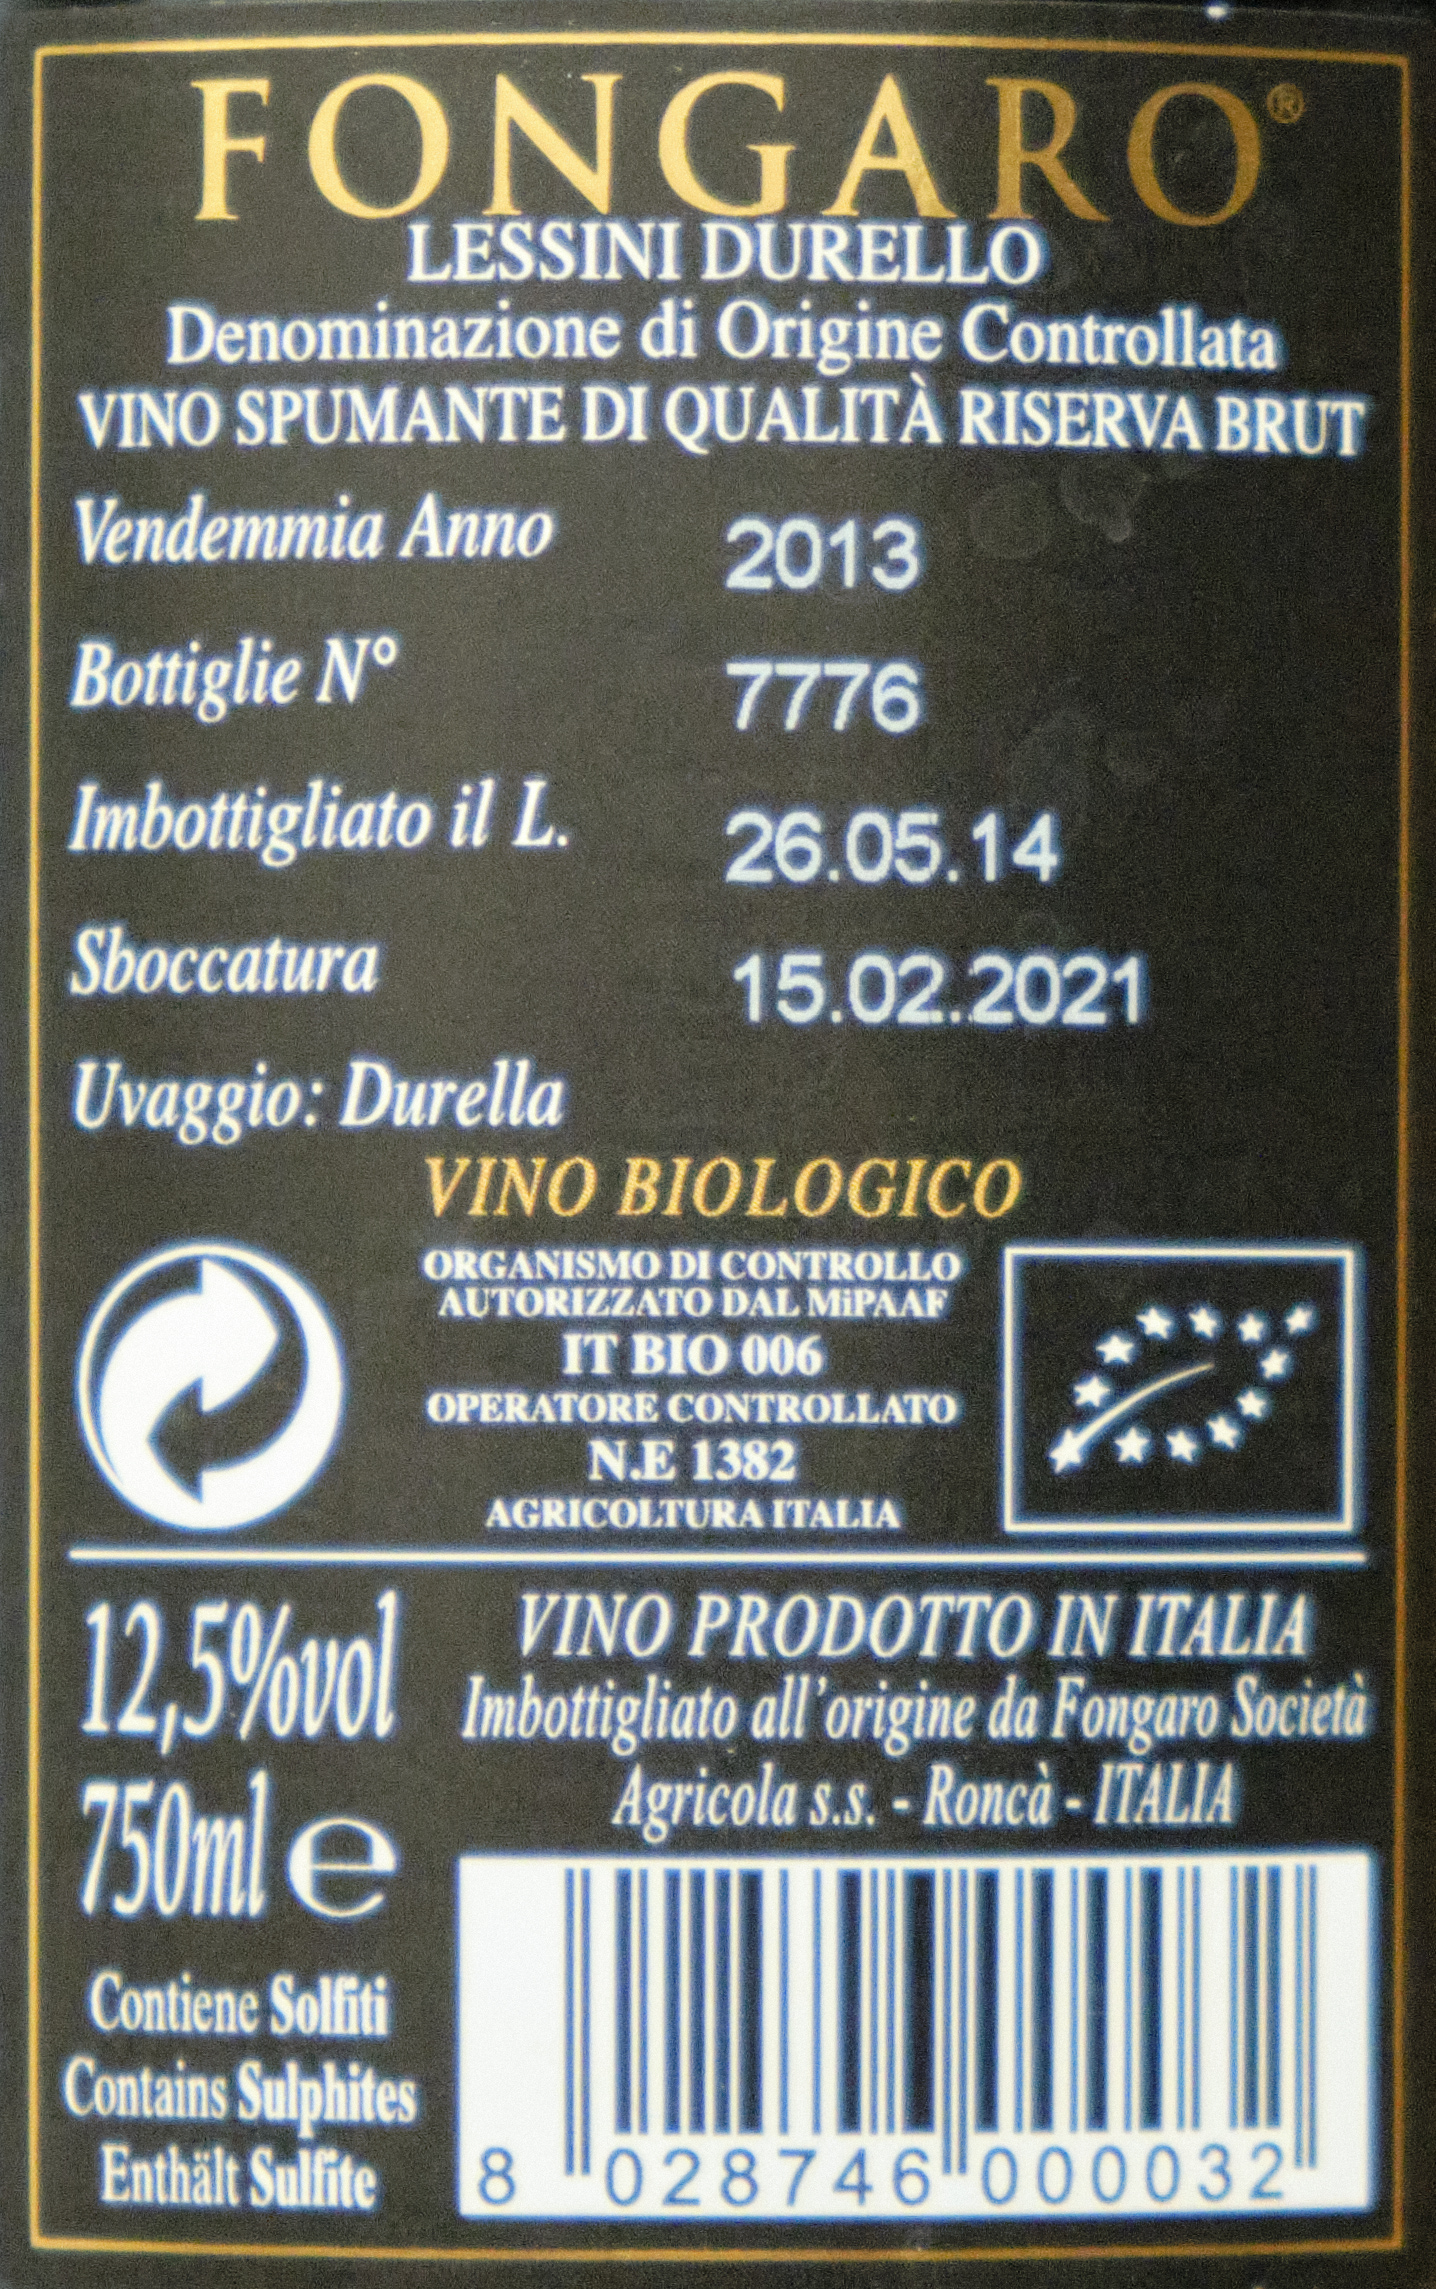 FONGARO®
LESSINI DURELLO
Denominazione di Origine Controllata
VINO SPUMANTE DI QUALITÀ RISERVA BRUT
Vendemmia Anno 2013
Bottiglie N° 7776
Imbottigliato il L. 26.05.14
Sboccatura 15.02.2021
Uvaggio: Durella
VINO BIOLOGICO
ORGANISMO DI CONTROLLO
AUTORIZZATO DAL MiPAAF
IT BIO 006
OPERATORE CONTROLLATO
N.E 1382
AGRICOLTURA ITALIA
12,5%vol
750ml e
Contiene Solfiti
Contains Sulphites
Enthält Sulfite
VINO PRODOTTO IN ITALIA
Imbottigliato all'origine da Fongaro Società
Agricola s.s. - Roncà - ITALIA
8 028746 000032